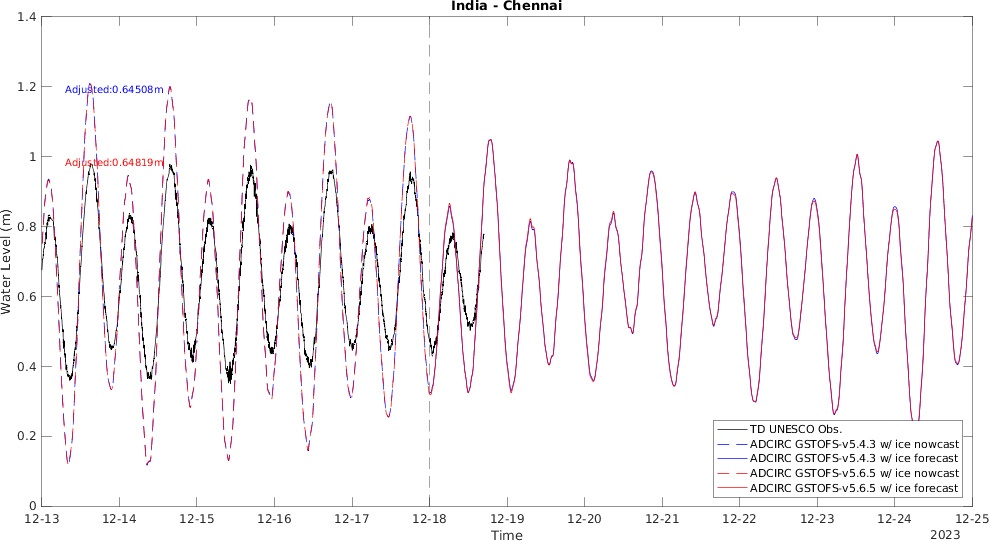 India - Chennai
1.4
1.2
1
0.8
0.6
0.4
0.2
0
Water Level (m)
Adjusted:0.64508m
Adjusted:0.64819m
TD UNESCO Obs.
ADCIRC GSTOFS-v5.4.3 w/ ice nowcast
ADCIRC GSTOFS-v5.4.3 w/ ice forecast
ADCIRC GSTOFS-v5.6.5 w/ ice nowcast
ADCIRC GSTOFS-v5.6.5 w/ ice forecast
12-13 12-14 12-15 12-16 12-17 12-18 12-19 12-20 12-21 12-22 12-23 12-24 12-25
Time
2023